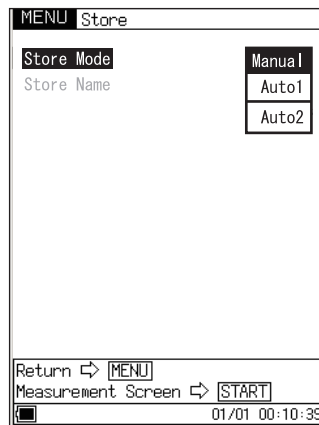 MENU Store
Store Mode Manual
Store Name Auto1
Auto2
Return ⇨ MENU
Measurement Screen ⇨ START
01/01 00:10:39